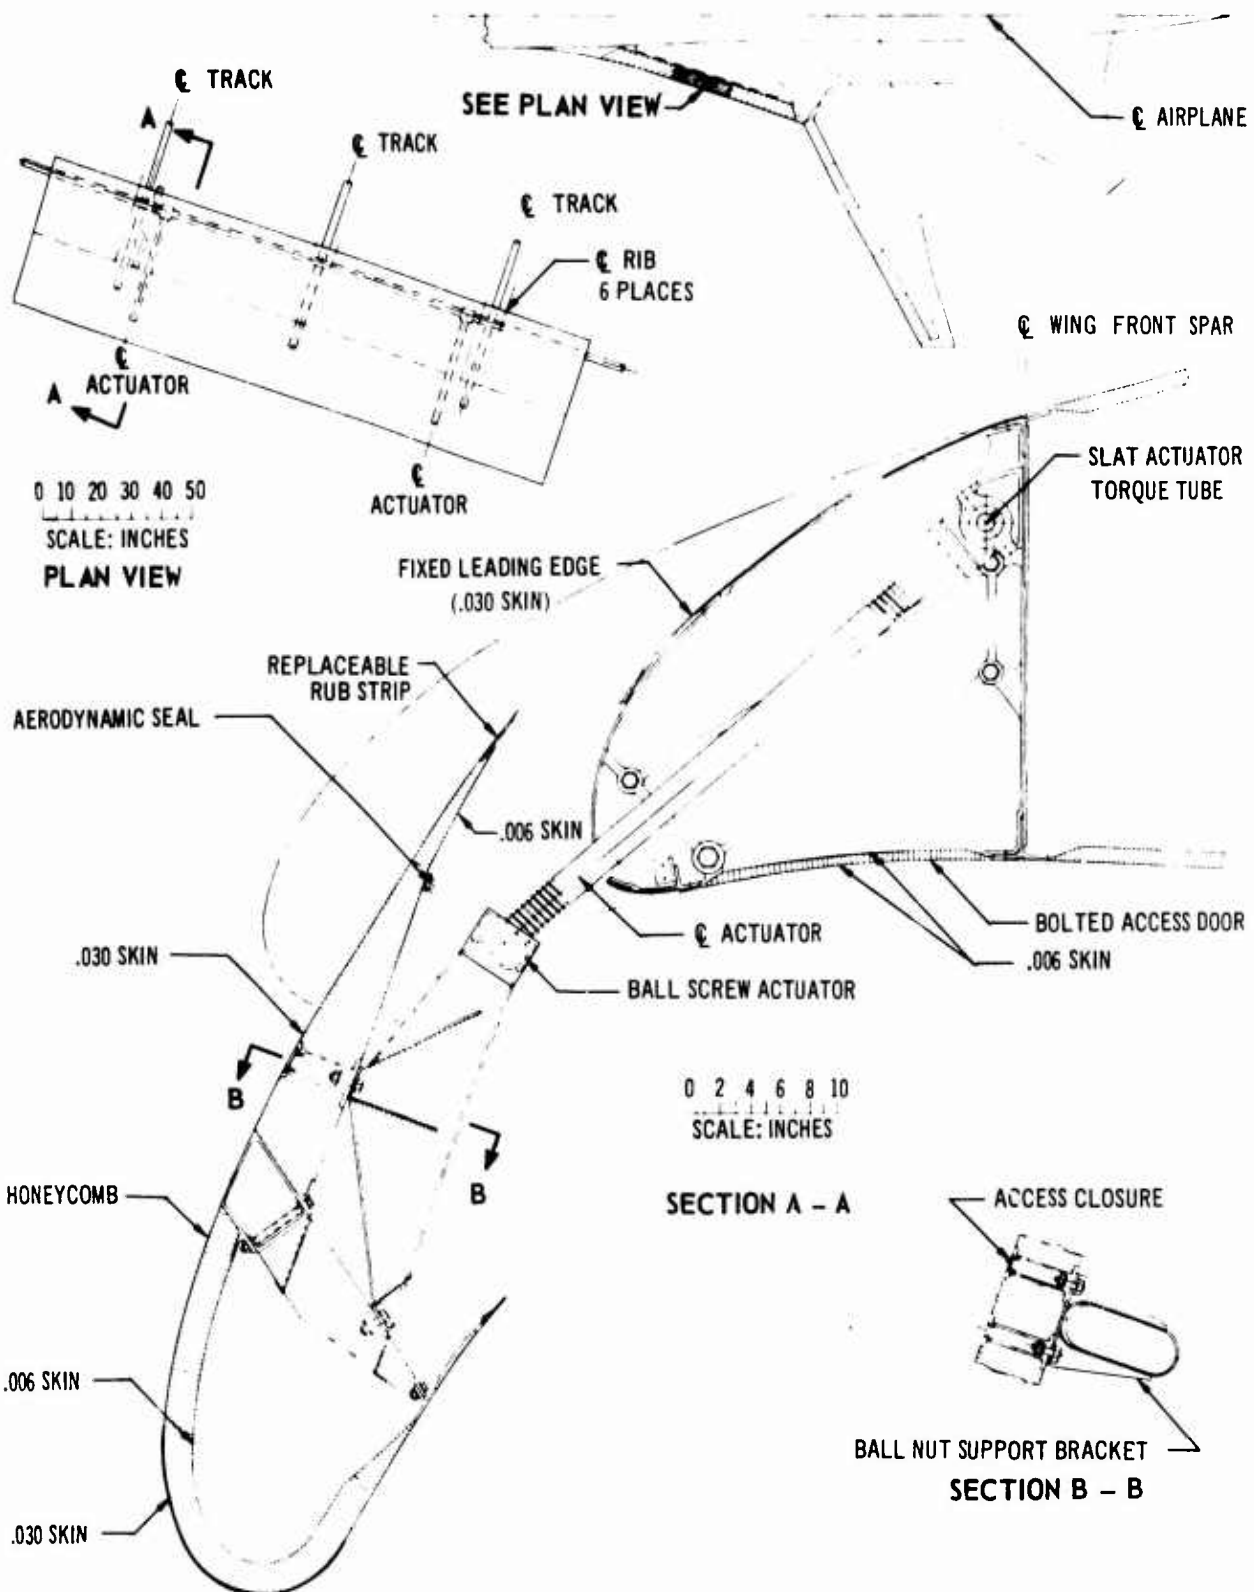 ℄ TRACK
A
SEE PLAN VIEW
℄ AIRPLANE
℄ TRACK
℄ TRACK
℄ RIB
6 PLACES
℄
ACTUATOR
A
℄
ACTUATOR
0 10 20 30 40 50
SCALE: INCHES
PLAN VIEW
℄ WING FRONT SPAR
SLAT ACTUATOR
TORQUE TUBE
FIXED LEADING EDGE
(.030 SKIN)
REPLACEABLE
RUB STRIP
AERODYNAMIC SEAL
.006 SKIN
℄ ACTUATOR
BOLTED ACCESS DOOR
.006 SKIN
.030 SKIN
BALL SCREW ACTUATOR
B
B
0 2 4 6 8 10
SCALE: INCHES
SECTION A - A
HONEYCOMB
ACCESS CLOSURE
.006 SKIN
BALL NUT SUPPORT BRACKET
SECTION B - B
.030 SKIN